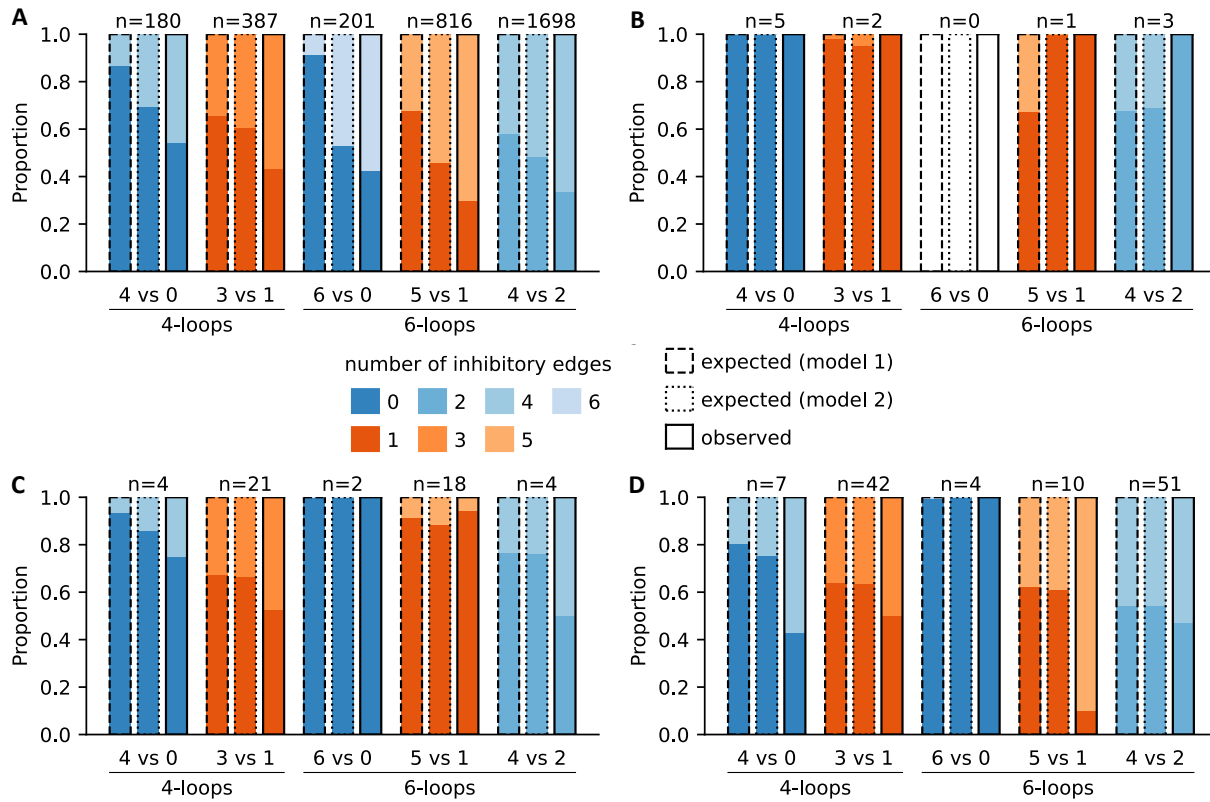 A
n=180 n=387 n=201 n=816 n=1698
1.0
0.8
0.6
0.4
0.2
0.0
Proportion
4 vs 0 3 vs 1 6 vs 0 5 vs 1 4 vs 2
4-loops 6-loops
B
n=5 n=2 n=0 n=1 n=3
1.0
0.8
0.6
0.4
0.2
0.0
Proportion
4 vs 0 3 vs 1 6 vs 0 5 vs 1 4 vs 2
4-loops 6-loops
number of inhibitory edges
0 2 4 6
1 3 5
expected (model 1)
expected (model 2)
observed
C
n=4 n=21 n=2 n=18 n=4
1.0
0.8
0.6
0.4
0.2
0.0
Proportion
4 vs 0 3 vs 1 6 vs 0 5 vs 1 4 vs 2
4-loops 6-loops
D
n=7 n=42 n=4 n=10 n=51
1.0
0.8
0.6
0.4
0.2
0.0
Proportion
4 vs 0 3 vs 1 6 vs 0 5 vs 1 4 vs 2
4-loops 6-loops